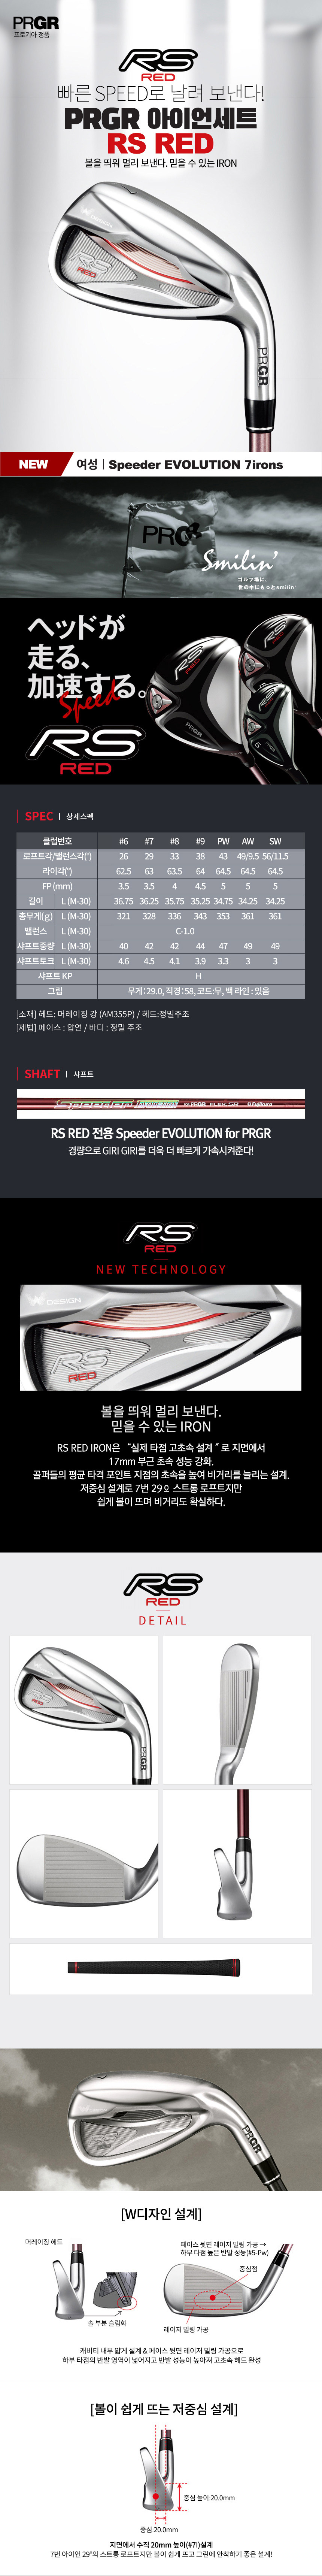 PRGR
프로기아 정품
RS
RED
빠른 SPEED로 날려 보낸다!
PRGR 아이언세트
RS RED
볼을 띄워 멀리 보낸다. 믿을 수 있는 IRON
RS
RED
PRGR
NEW 여성 | Speeder EVOLUTION 7irons
PRGR
Smilin'
ゴルフ場に、
世の中にもっとsmilin'
ヘッドが
走る、
加速する。
Speed
RS
RED
SPEC | 상세스펙
클럽번호 #6 #7 #8 #9 PW AW SW
로프트각/밸런스각(°) 26 29 33 38 43 49/9.5 56/11.5
라이각(°) 62.5 63 63.5 64 64.5 64.5 64.5
FP (mm) 3.5 3.5 4 4.5 5 5 5
길이 L (M-30) 36.75 36.25 35.75 35.25 34.75 34.25 34.25
총무게(g) L (M-30) 321 328 336 343 353 361 361
밸런스 L (M-30) C-1.0
샤프트중량 L (M-30) 40 42 42 44 47 49 49
샤프트토크 L (M-30) 4.6 4.5 4.1 3.9 3.3 3 3
샤프트 KP H
그립 무게:29.0, 직경:58, 코드:무, 백 라인 : 있음
[소재] 헤드: 머레이징 강 (AM355P) / 헤드:정밀주조
[제법] 페이스 : 압연 / 바디 : 정밀 주조
SHAFT | 샤프트
RS RED 전용 Speeder EVOLUTION for PRGR
경량으로 GIRI GIRI를 더욱 더 빠르게 가속시켜준다!
RS
RED
NEW TECHNOLOGY
W DESIGN
RS
RED
볼을 띄워 멀리 보낸다.
믿을 수 있는 IRON
RS RED IRON은 “실제 타점 고초속 설계 ” 로 지면에서
17mm 부근 초속 성능 강화.
골퍼들의 평균 타격 포인트 지점의 초속을 높여 비거리를 늘리는 설계.
저중심 설계로 7번 29도 스트롱 로프트지만
쉽게 볼이 뜨며 비거리도 확실하다.
RS
RED
DETAIL
RS
RED
PRGR
RS
PRGR
[W디자인 설계]
머레이징 헤드
솔 부분 슬림화
페이스 뒷면 레이저 밀링 가공 →
하부 타점 높은 반발 성능(#5-Pw)
중심점
레이저 밀링 가공
캐비티 내부 얇게 설계 & 페이스 뒷면 레이저 밀링 가공으로
하부 타점의 반발 영역이 넓어지고 반발 성능이 높아져 고초속 헤드 완성
[볼이 쉽게 뜨는 저중심 설계]
중심 높이:20.0mm
중심:20.0mm
지면에서 수직 20mm 높이(#7I)설계
7번 아이언 29°의 스트롱 로프트지만 볼이 쉽게 뜨고 그린에 안착하기 좋은 설계!